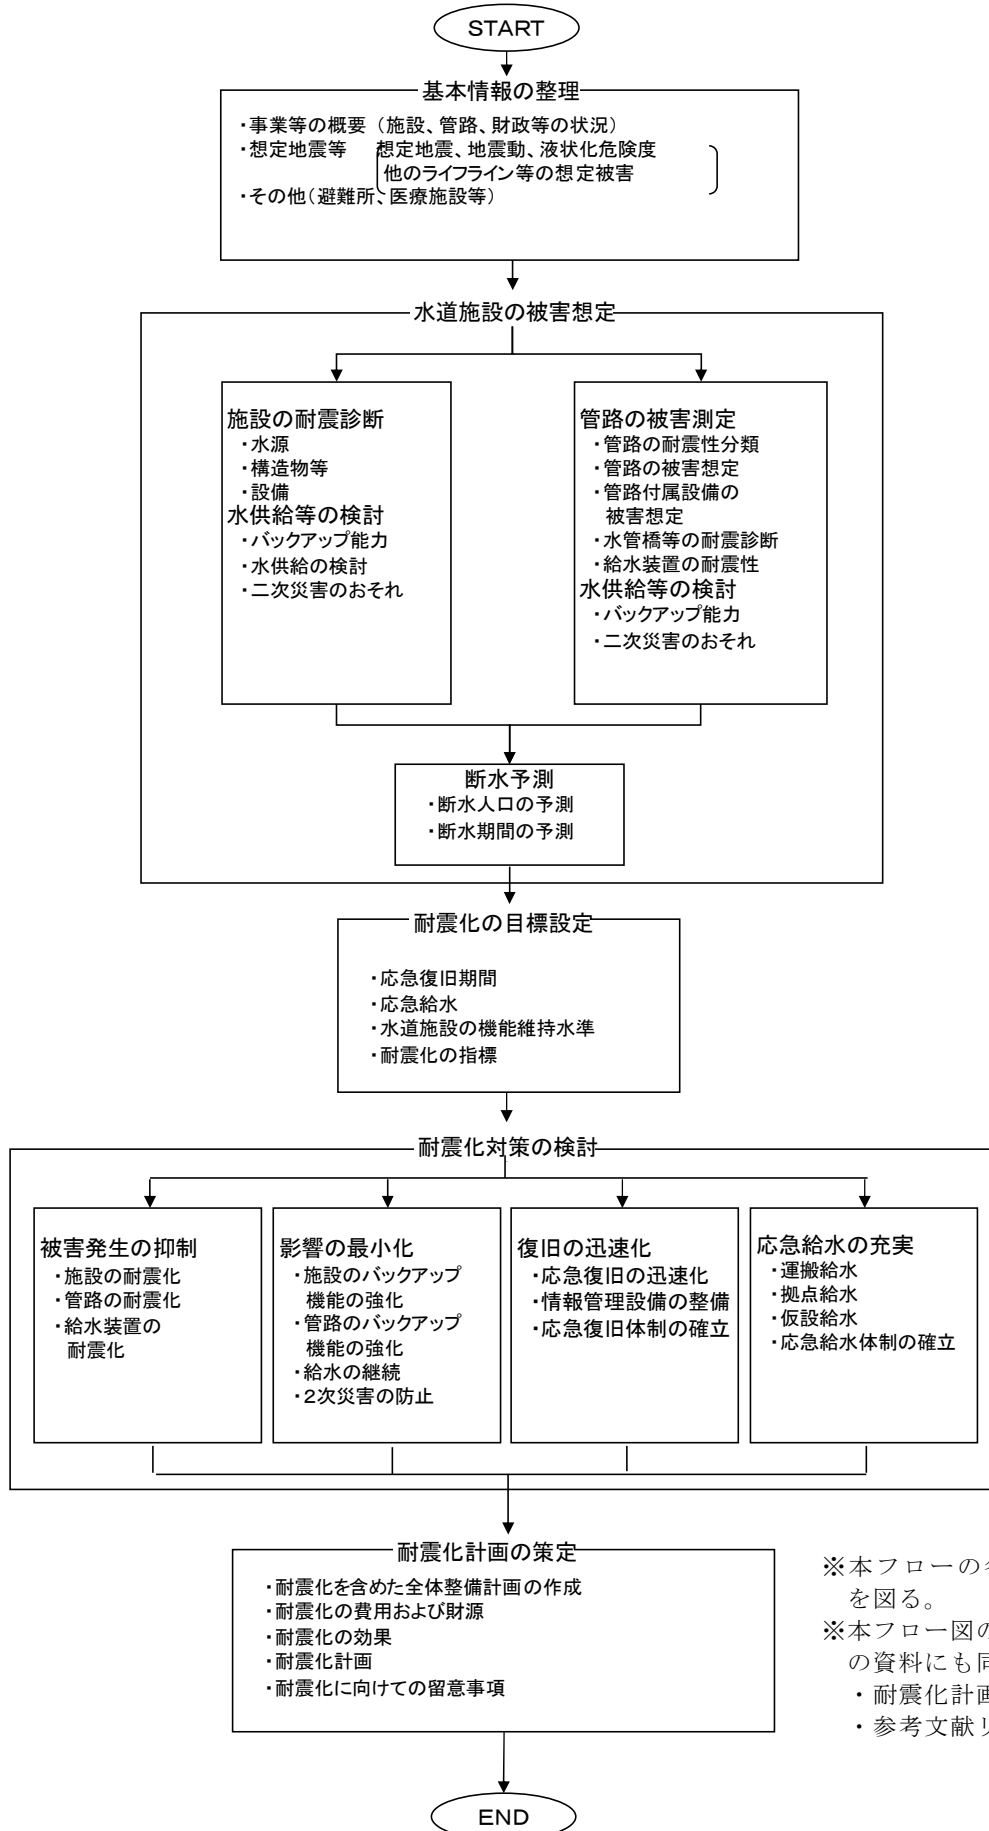 START
基本情報の整理
・事業等の概要（施設、管路、財政等の状況）
・想定地震等　想定地震、地震動、液状化危険度
他のライフライン等の想定被害
・その他（避難所、医療施設等）
水道施設の被害想定
施設の耐震診断
・水源
・構造物等
・設備
水供給等の検討
・バックアップ能力
・水供給の検討
・二次災害のおそれ
管路の被害測定
・管路の耐震性分類
・管路の被害想定
・管路付属設備の
被害想定
・水管橋等の耐震診断
・給水装置の耐震性
水供給等の検討
・バックアップ能力
・二次災害のおそれ
断水予測
・断水人口の予測
・断水期間の予測
耐震化の目標設定
・応急復旧期間
・応急給水
・水道施設の機能維持水準
・耐震化の指標
耐震化対策の検討
被害発生の抑制
・施設の耐震化
・管路の耐震化
・給水装置の
耐震化
影響の最小化
・施設のバックアップ
機能の強化
・管路のバックアップ
機能の強化
・給水の継続
・2次災害の防止
復旧の迅速化
・応急復旧の迅速化
・情報管理設備の整備
・応急復旧体制の確立
応急給水の充実
・運搬給水
・拠点給水
・仮設給水
・応急給水体制の確立
耐震化計画の策定
・耐震化を含めた全体整備計画の作成
・耐震化の費用および財源
・耐震化の効果
・耐震化計画
・耐震化に向けての留意事項
※本フローの
を図る。
※本フロー図の
の資料にも同
・耐震化計画
・参考文献リ
END